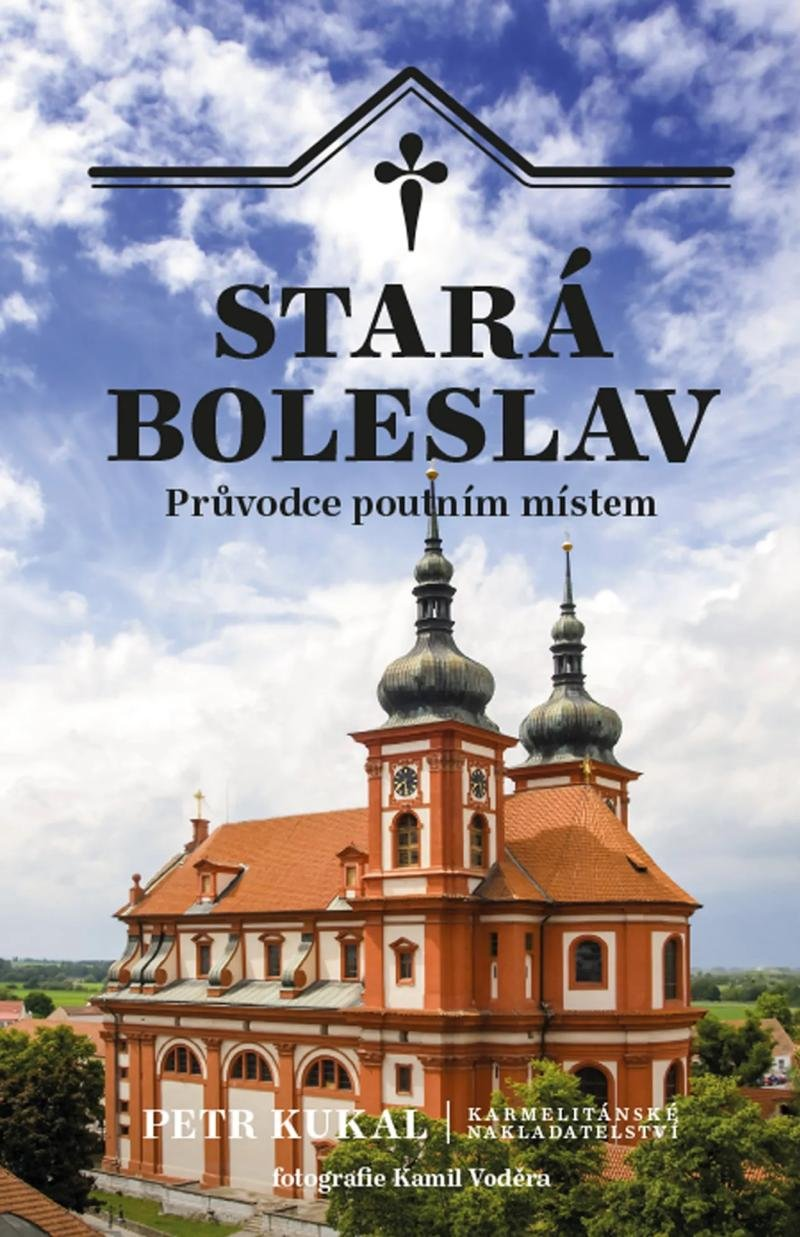 STARÁ
BOLESLAV
Průvodce poutním místem
PETR KUKAL
KARMELITÁNSKÉ
NAKLADATELSTVÍ
fotografie Kamil Voděra